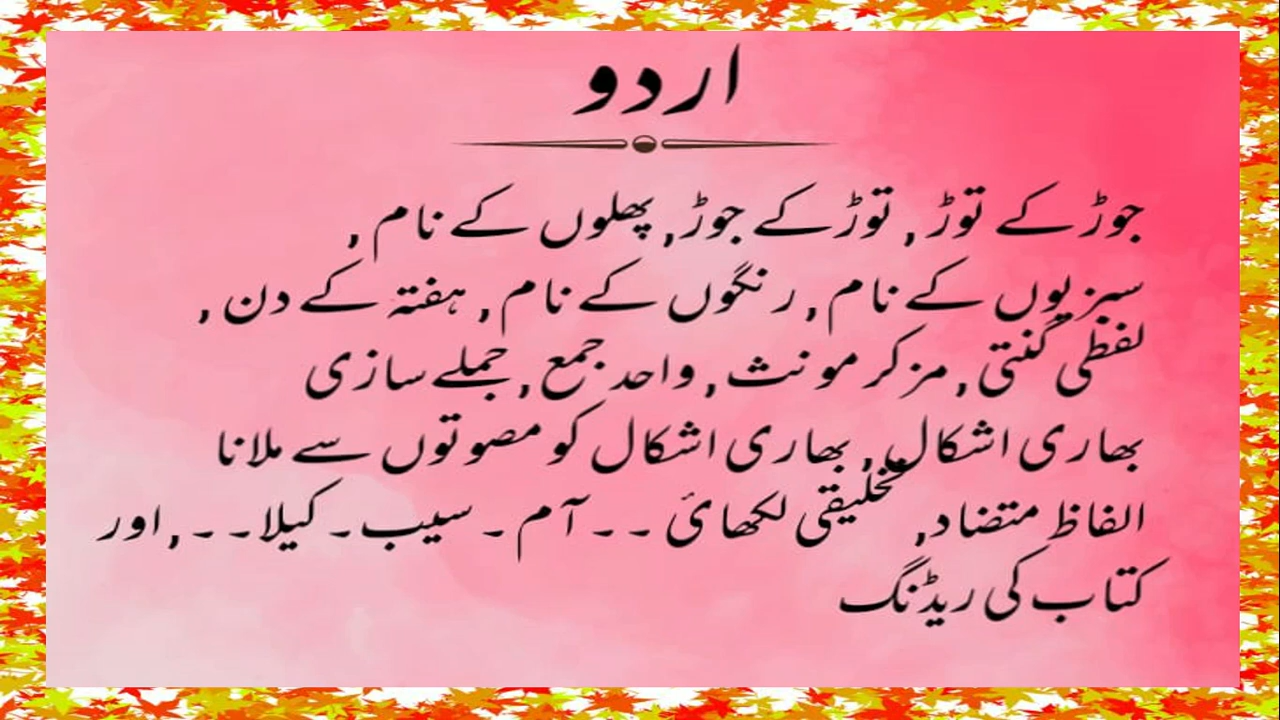 اردو
جوڑ کے توڑ , توڑ کے جوڑ, پھلوں کے نام ,
سبزیوں کے نام , رنگوں کے نام , ہفتہ کے دن ,
لفظی گنتی , مزکر مونث , واحد جمع , جملے سازی
بھاری اشکال , بھاری اشکال کو مصوتوں سے ملانا
الفاظ متضاد, تخلیقی لکھائ ۔۔ آم ۔ سیب ۔ کیلا ۔۔, اور
کتاب کی ریڈنگ